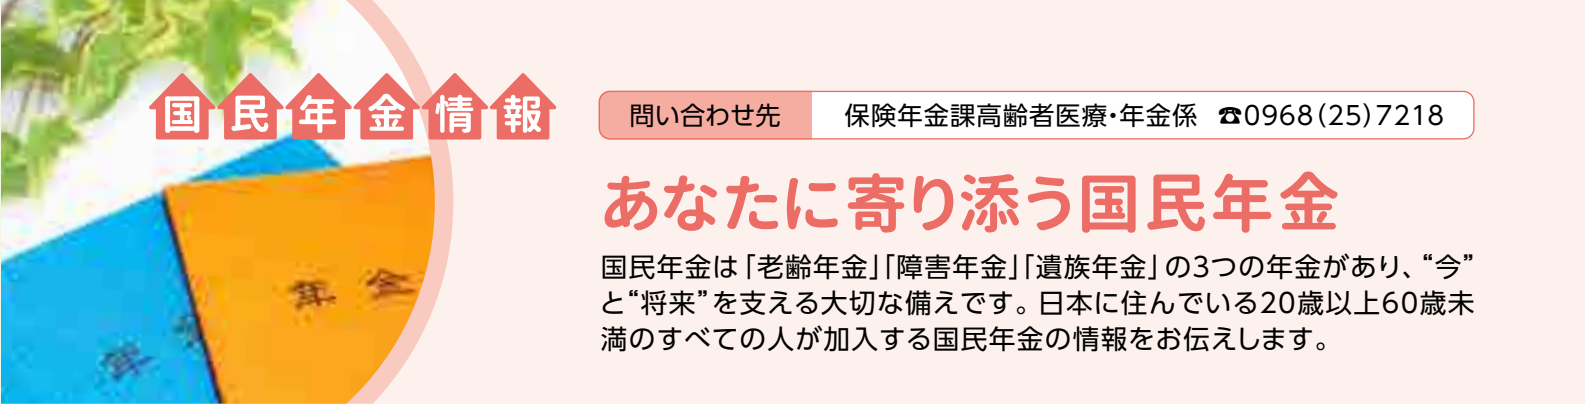 国民年金情報
問い合わせ先 保険年金課高齢者医療・年金係 ☎0968(25)7218
あなたに寄り添う国民年金
国民年金は「老齢年金」「障害年金」「遺族年金」の3つの年金があり、“今”
と“将来”を支える大切な備えです。日本に住んでいる20歳以上60歳未
満のすべての人が加入する国民年金の情報をお伝えします。
年金
年